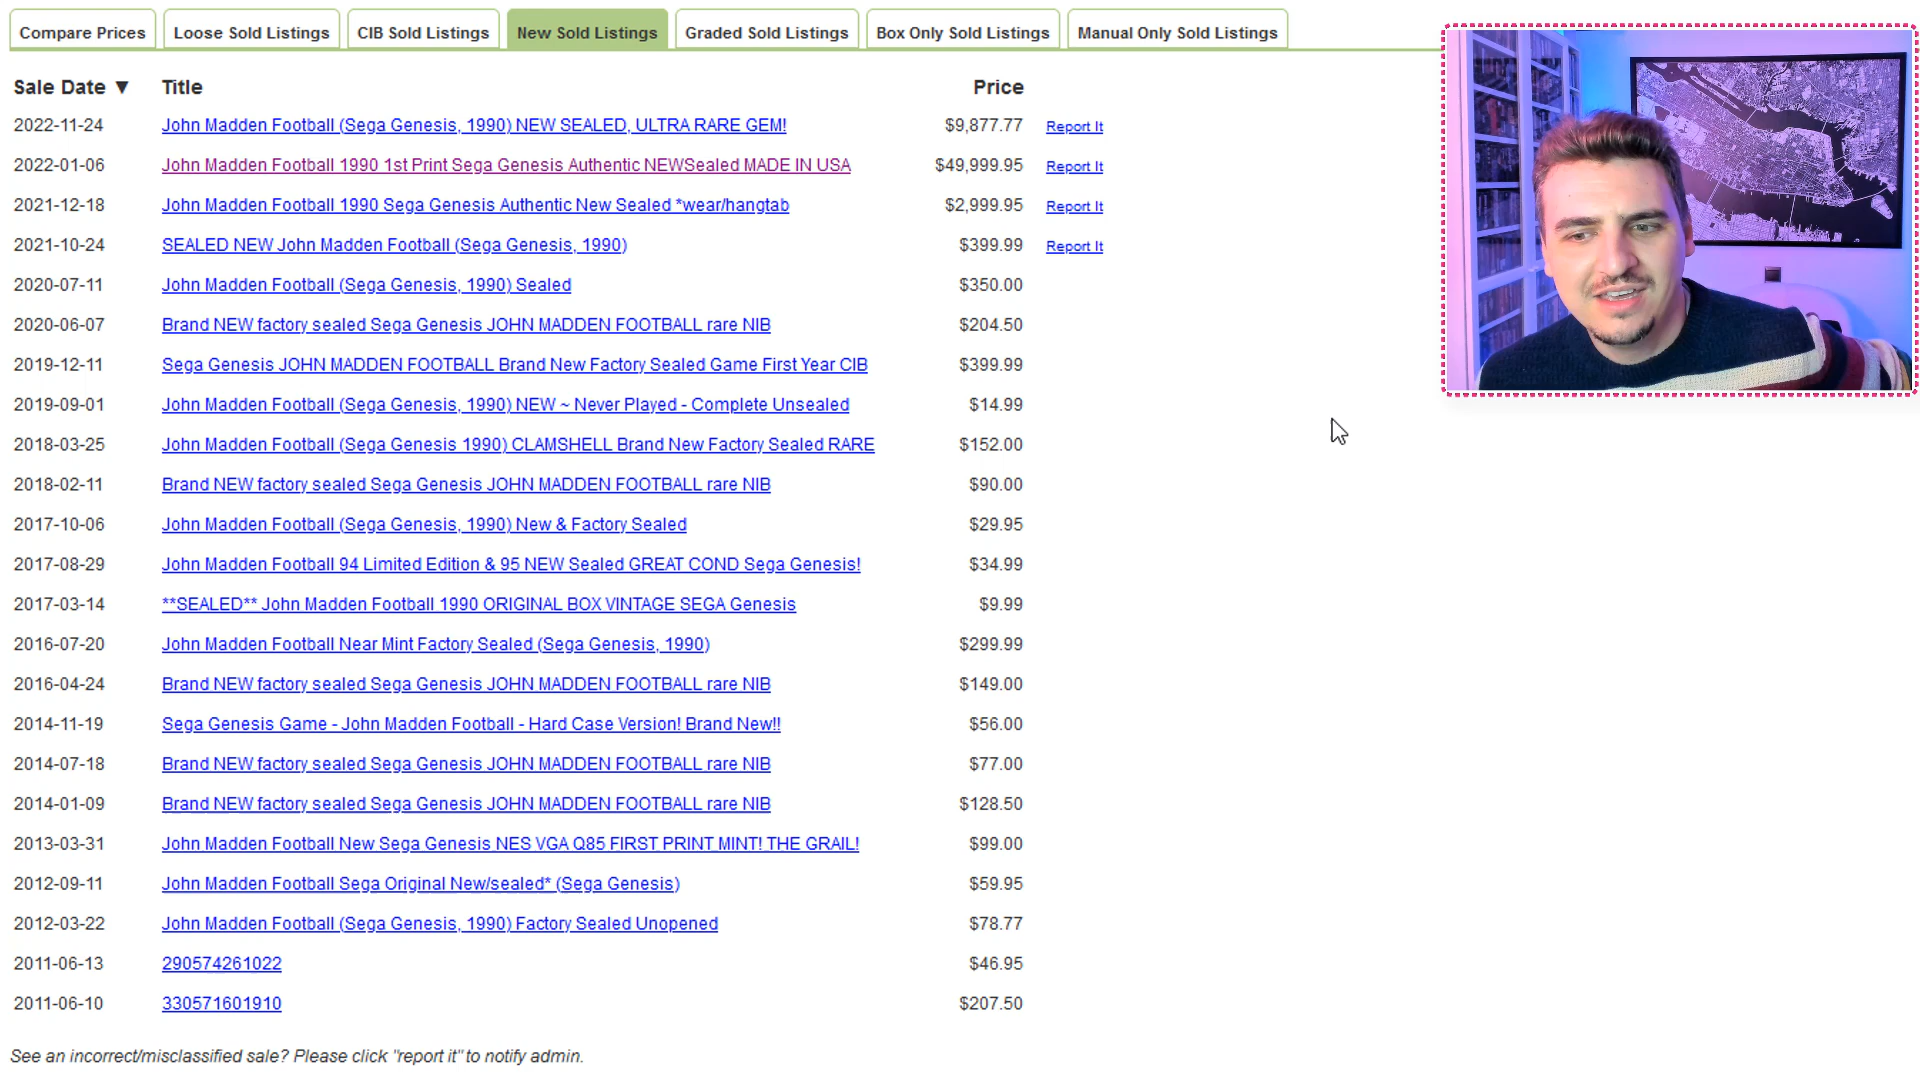 Compare Prices Loose Sold Listings CIB Sold Listings New Sold Listings Graded Sold Listings Box Only Sold Listings Manual Only Sold Listings
Sale Date ▼ Title Price
2022-11-24 John Madden Football (Sega Genesis, 1990) NEW SEALED, ULTRA RARE GEM! $9,877.77 Report It
2022-01-06 John Madden Football 1990 1st Print Sega Genesis Authentic NEWSealed MADE IN USA $49,999.95 Report It
2021-12-18 John Madden Football 1990 Sega Genesis Authentic New Sealed *wear/hangtab $2,999.95 Report It
2021-10-24 SEALED NEW John Madden Football (Sega Genesis, 1990) $399.99 Report It
2020-07-11 John Madden Football (Sega Genesis, 1990) Sealed $350.00
2020-06-07 Brand NEW factory sealed Sega Genesis JOHN MADDEN FOOTBALL rare NIB $204.50
2019-12-11 Sega Genesis JOHN MADDEN FOOTBALL Brand New Factory Sealed Game First Year CIB $399.99
2019-09-01 John Madden Football (Sega Genesis, 1990) NEW ~ Never Played - Complete Unsealed $14.99
2018-03-25 John Madden Football (Sega Genesis 1990) CLAMSHELL Brand New Factory Sealed RARE $152.00
2018-02-11 Brand NEW factory sealed Sega Genesis JOHN MADDEN FOOTBALL rare NIB $90.00
2017-10-06 John Madden Football (Sega Genesis, 1990) New & Factory Sealed $29.95
2017-08-29 John Madden Football 94 Limited Edition & 95 NEW Sealed GREAT COND Sega Genesis! $34.99
2017-03-14 **SEALED** John Madden Football 1990 ORIGINAL BOX VINTAGE SEGA Genesis $9.99
2016-07-20 John Madden Football Near Mint Factory Sealed (Sega Genesis, 1990) $299.99
2016-04-24 Brand NEW factory sealed Sega Genesis JOHN MADDEN FOOTBALL rare NIB $149.00
2014-11-19 Sega Genesis Game - John Madden Football - Hard Case Version! Brand New!! $56.00
2014-07-18 Brand NEW factory sealed Sega Genesis JOHN MADDEN FOOTBALL rare NIB $77.00
2014-01-09 Brand NEW factory sealed Sega Genesis JOHN MADDEN FOOTBALL rare NIB $128.50
2013-03-31 John Madden Football New Sega Genesis NES VGA Q85 FIRST PRINT MINT! THE GRAIL! $99.00
2012-09-11 John Madden Football Sega Original New/sealed* (Sega Genesis) $59.95
2012-03-22 John Madden Football (Sega Genesis, 1990) Factory Sealed Unopened $78.77
2011-06-13 290574261022 $46.95
2011-06-10 330571601910 $207.50
See an incorrect/misclassified sale? Please click "report it" to notify admin.